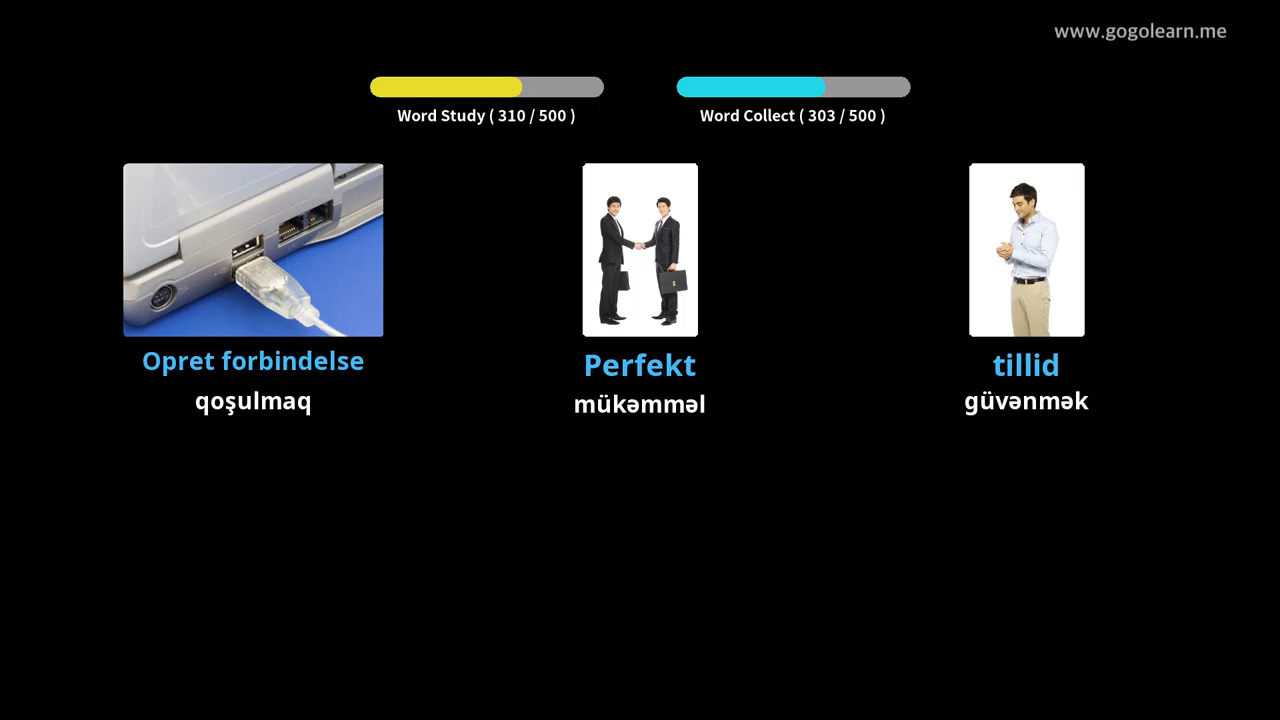 www.gogolearn.me
Word Study ( 310 / 500 )
Word Collect ( 303 / 500 )
Opret forbindelse
qoşulmaq
Perfekt
mükəmməl
tillid
güvənmək